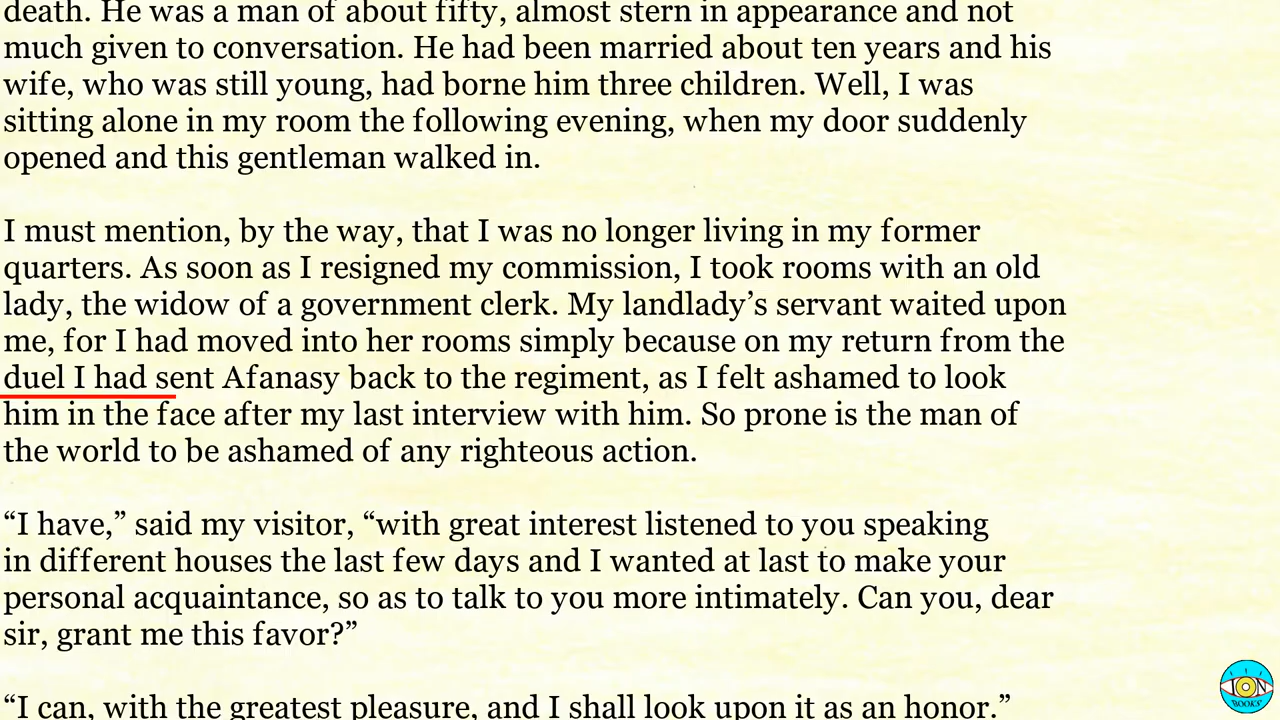 death. He was a man of about fifty, almost stern in appearance and not
much given to conversation. He had been married about ten years and his
wife, who was still young, had borne him three children. Well, I was
sitting alone in my room the following evening, when my door suddenly
opened and this gentleman walked in.
I must mention, by the way, that I was no longer living in my former
quarters. As soon as I resigned my commission, I took rooms with an old
lady, the widow of a government clerk. My landlady’s servant waited upon
me, for I had moved into her rooms simply because on my return from the
duel I had sent Afanasy back to the regiment, as I felt ashamed to look
him in the face after my last interview with him. So prone is the man of
the world to be ashamed of any righteous action.
“I have,” said my visitor, “with great interest listened to you speaking
in different houses the last few days and I wanted at last to make your
personal acquaintance, so as to talk to you more intimately. Can you, dear
sir, grant me this favor?”
“I can, with the greatest pleasure, and I shall look upon it as an honor.”
ION
BOOKS